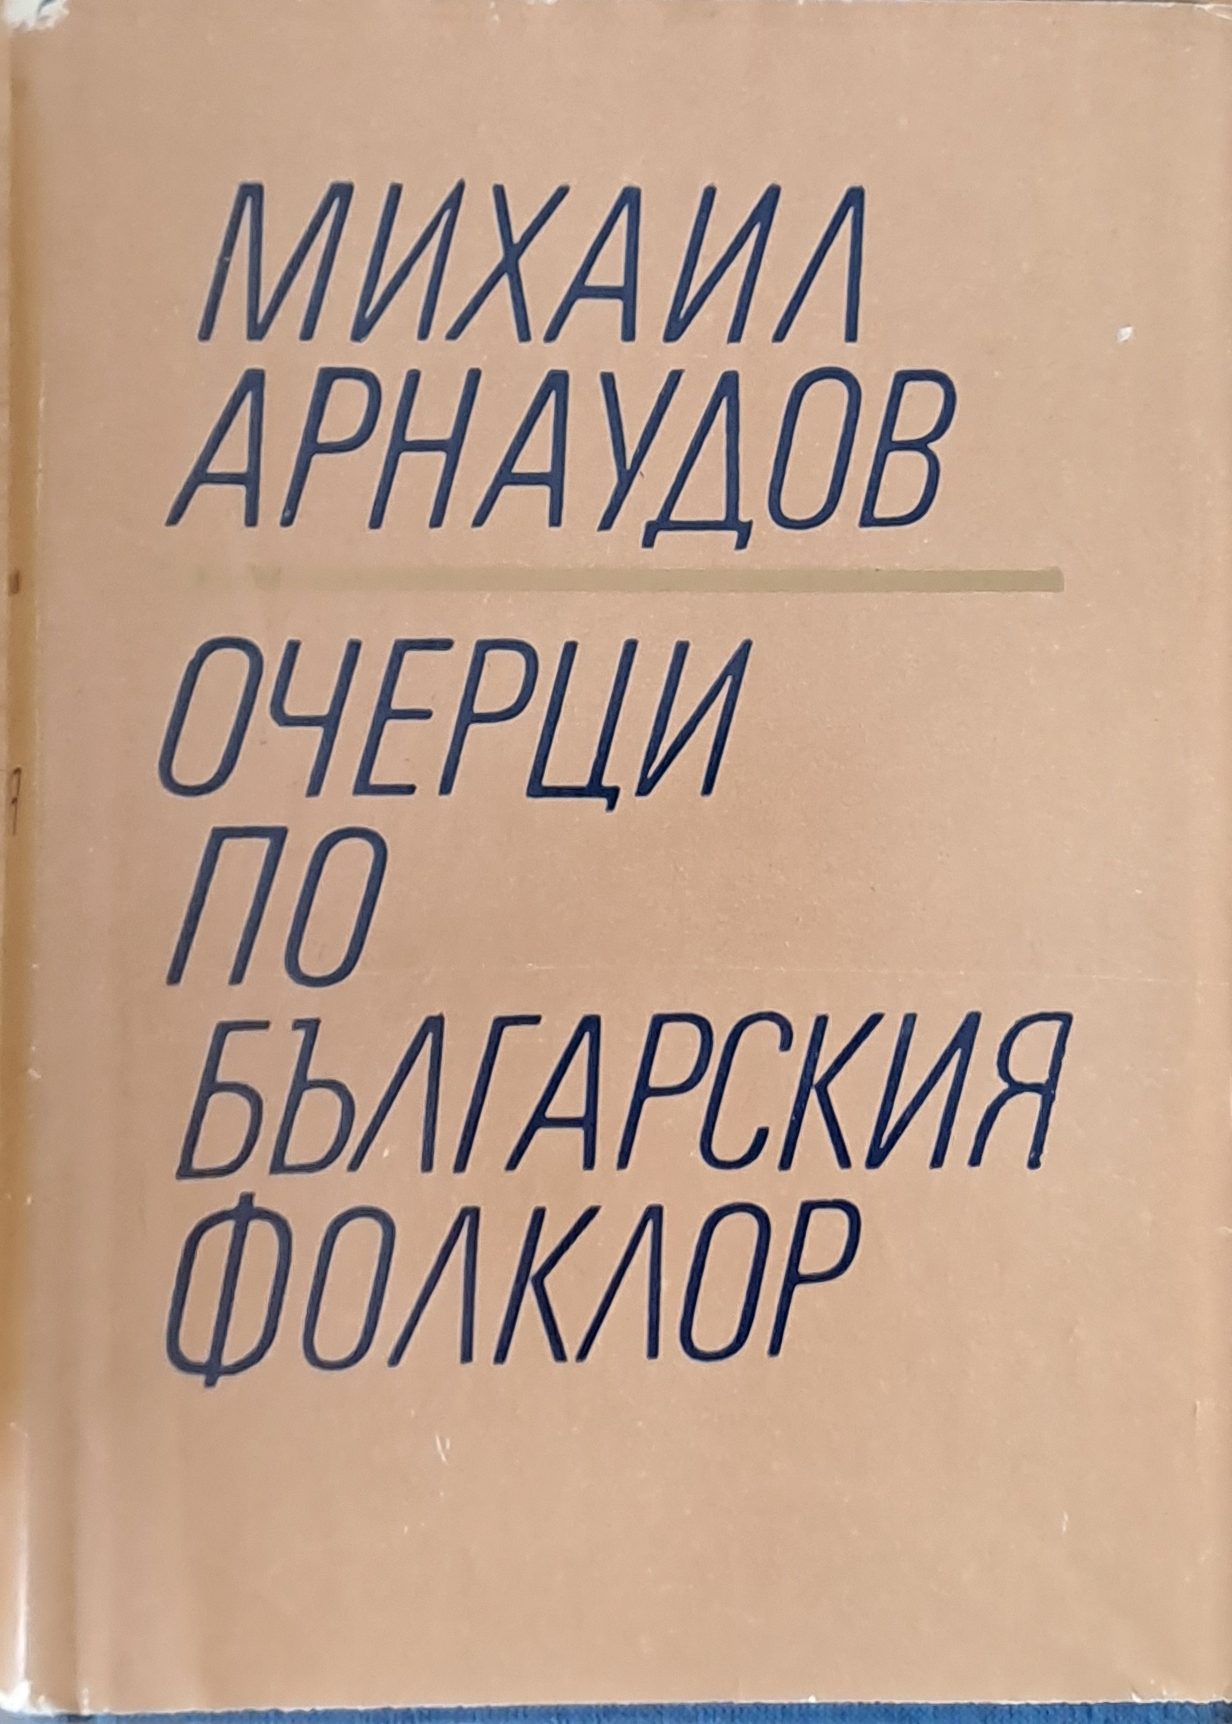 МИХАИЛ
АРНАУДОВ
ОЧЕРЦИ
ПО
БЪЛГАРСКИЯ
ФОЛКЛОР